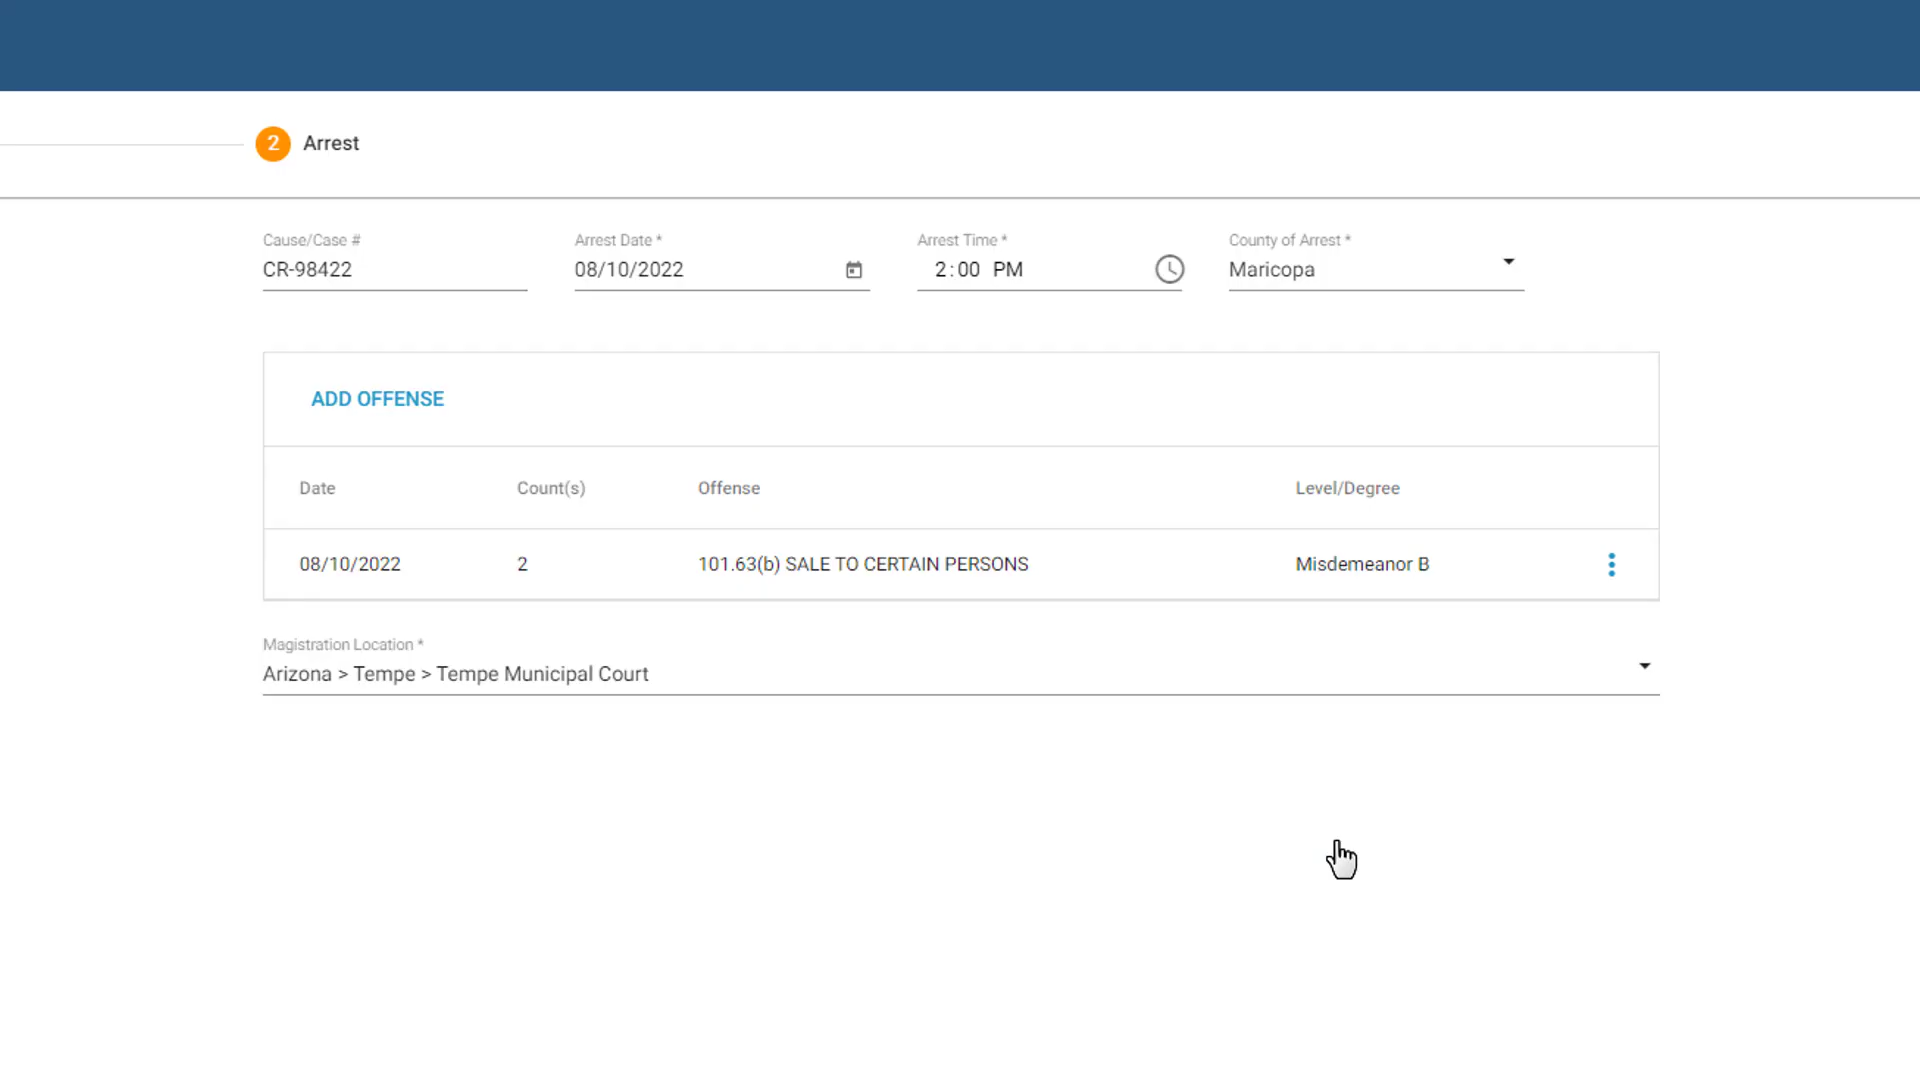 2 Arrest
Cause/Case # Arrest Date * Arrest Time * County of Arrest *
CR-98422 08/10/2022 2:00 PM Maricopa
ADD OFFENSE
Date Count(s) Offense Level/Degree
08/10/2022 2 101.63(b) SALE TO CERTAIN PERSONS Misdemeanor B
Magistration Location *
Arizona > Tempe > Tempe Municipal Court